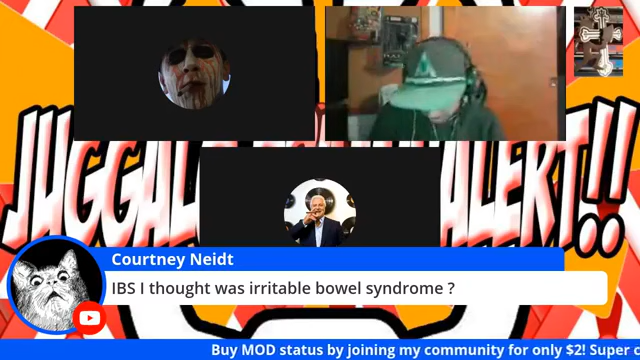 JUGGAL
ALERT!!
Courtney Neidt
IBS I thought was irritable bowel syndrome ?
Buy MOD status by joining my community for only $2! Super c